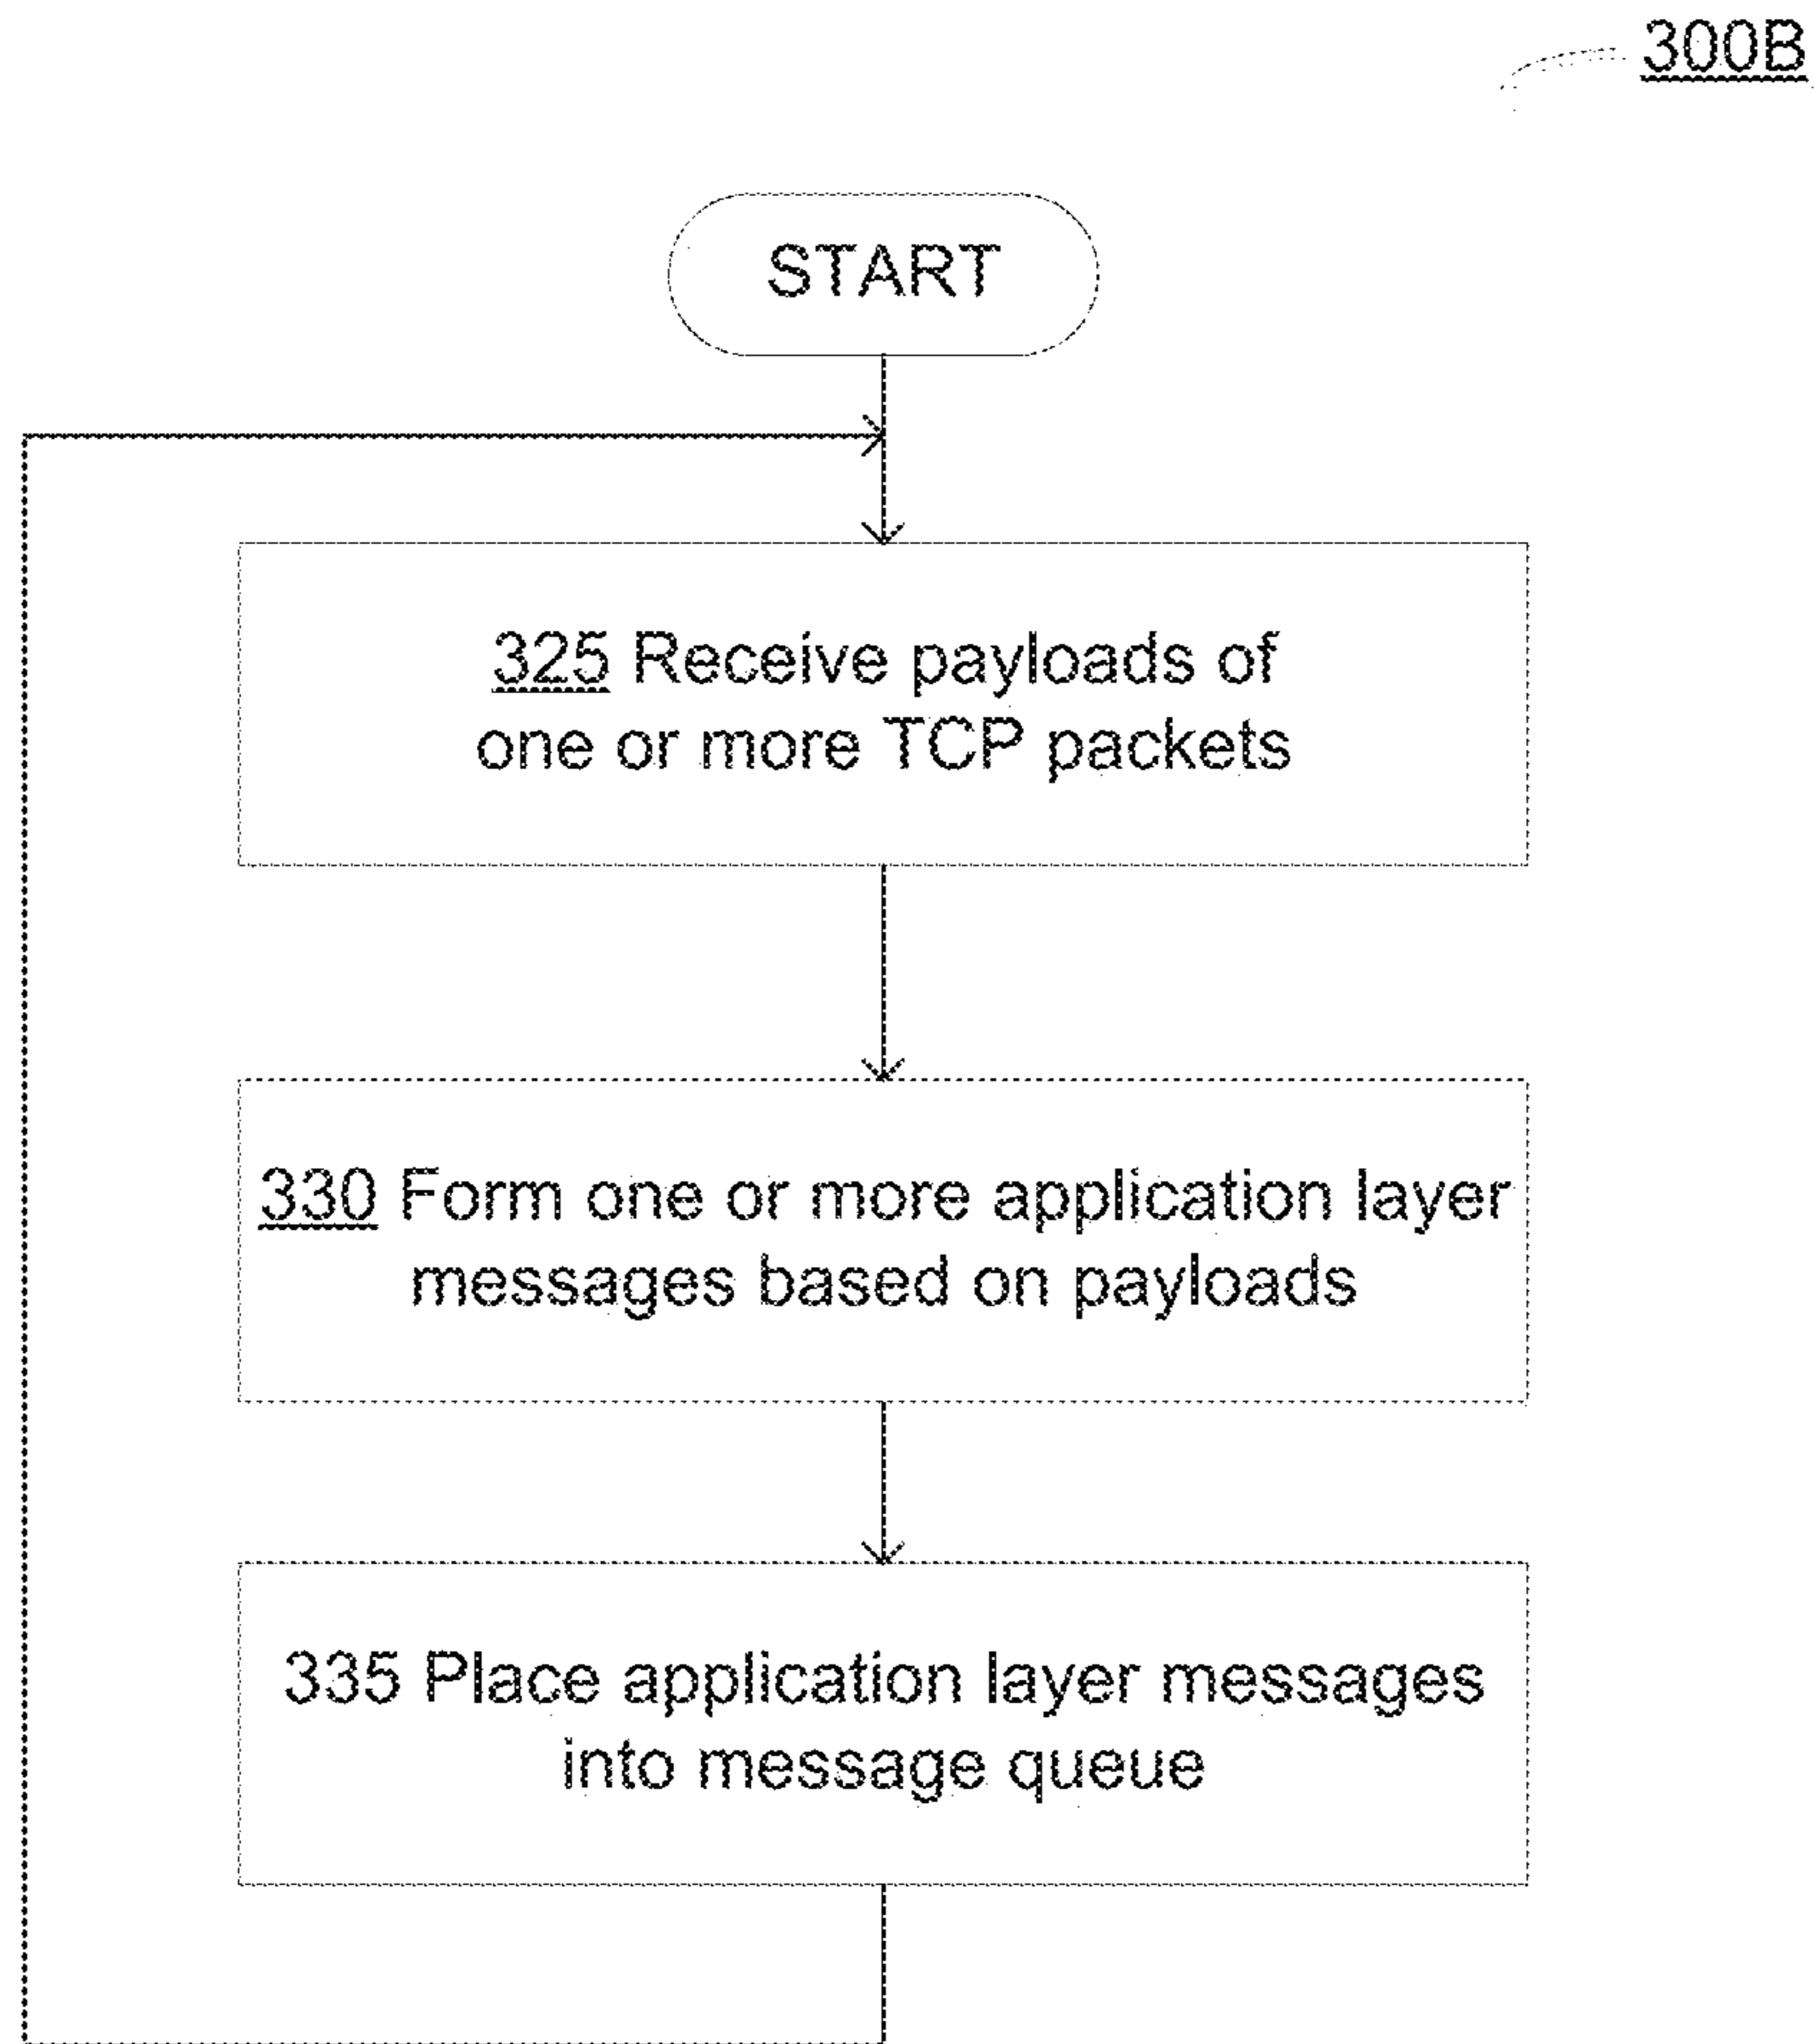 300B
START
325 Receive payloads of
one or more TCP packets
330 Form one or more application layer
messages based on payloads
335 Place application layer messages
into message queue